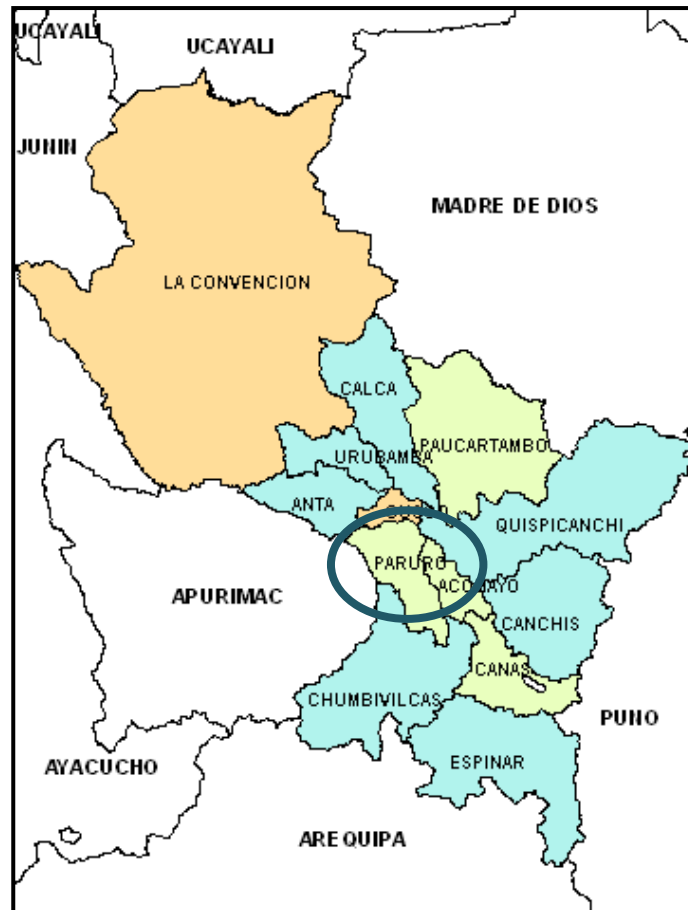 UCAYALI
UCAYALI
JUNIN
MADRE DE DIOS
LA CONVENCION
CALCA
PAUCARTAMBO
URUBAMBA
ANTA
QUISPICANCHI
PARURO
ACOMAYO
APURIMAC
CANCHIS
CANAS
CHUMBIVILCAS
PUNO
ESPINAR
AYACUCHO
AREQUIPA